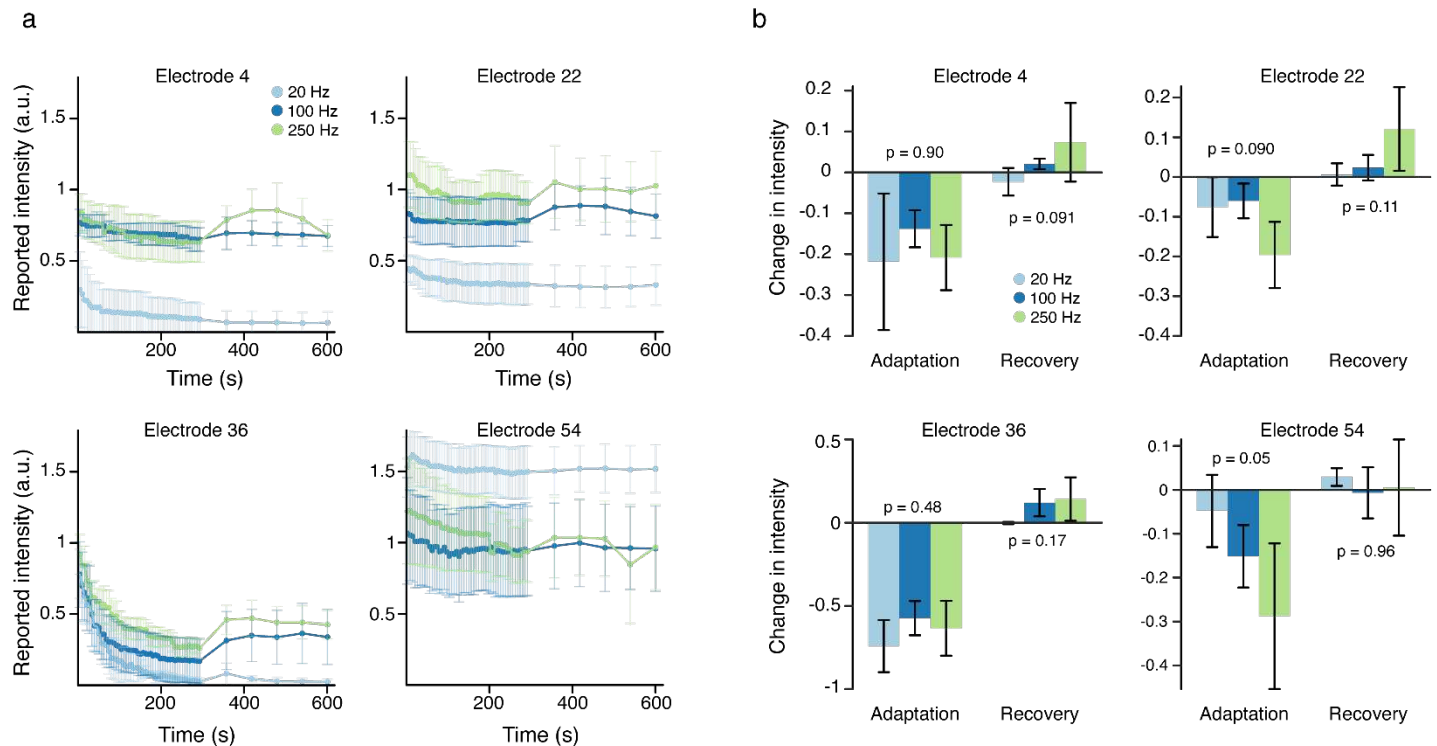 a
Electrode 4
Electrode 22
20 Hz
100 Hz
250 Hz
Reported intensity (a.u.)
1.5
1
0.5
1.5
1
0.5
200
400
600
200
400
600
Time (s)
Time (s)
Electrode 36
Electrode 54
Reported intensity (a.u.)
1.5
1
0.5
1.5
1
0.5
200
400
600
200
400
600
Time (s)
Time (s)
b
Electrode 4
Electrode 22
Change in intensity
0.2
0.1
0
-0.1
-0.2
-0.3
-0.4
p = 0.90
p = 0.091
20 Hz
100 Hz
250 Hz
Adaptation
Recovery
0.2
0.1
0
-0.1
-0.2
-0.3
-0.4
p = 0.090
p = 0.11
Adaptation
Recovery
Electrode 36
Electrode 54
Change in intensity
0.5
0
-0.5
-1
p = 0.48
p = 0.17
Adaptation
Recovery
0.1
0
-0.1
-0.2
-0.3
-0.4
p = 0.05
p = 0.96
Adaptation
Recovery